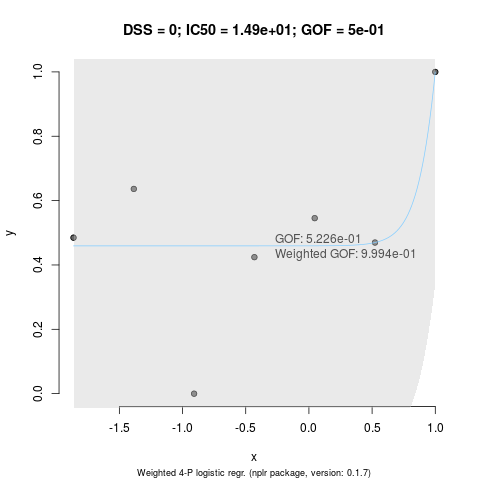 DSS = 0; IC50 = 1.49e+01; GOF = 5e-01
1.0
0.8
0.6
0.4
0.2
0.0
y
GOF: 5.226e-01
Weighted GOF: 9.994e-01
-1.5 -1.0 -0.5 0.0 0.5 1.0
x
Weighted 4-P logistic regr. (nplr package, version: 0.1.7)